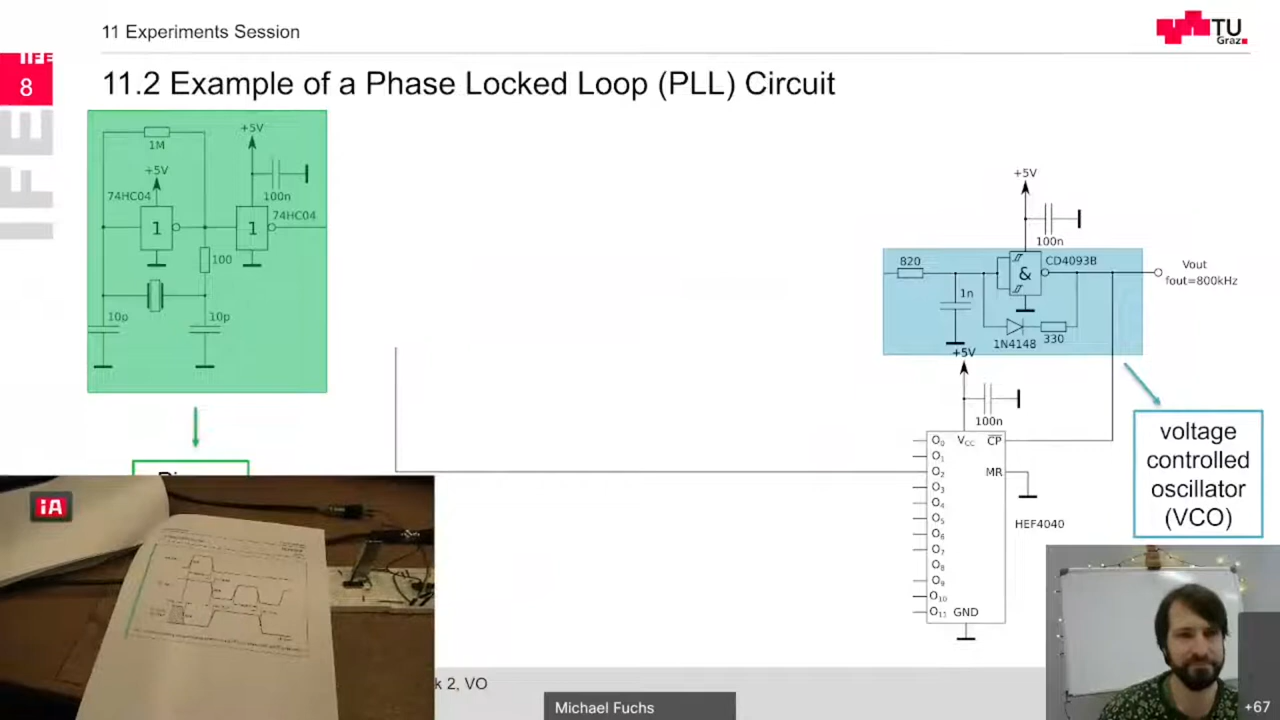 11 Experiments Session
TU
Graz
IFE
8
IFE
11.2 Example of a Phase Locked Loop (PLL) Circuit
1M
+5V
+5V
74HC04
100n
74HC04
1
1
100
10p
10p
+5V
100n
820
CD4093B
&
Vout
fout=800kHz
1n
1N4148
330
+5V
100n
O0 VCC CP
O1
O2 MR
O3
O4
O5
HEF4040
O6
O7
O8
O9
O10
O11 GND
voltage
controlled
oscillator
(VCO)
iA
k 2, VO
Michael Fuchs
+67